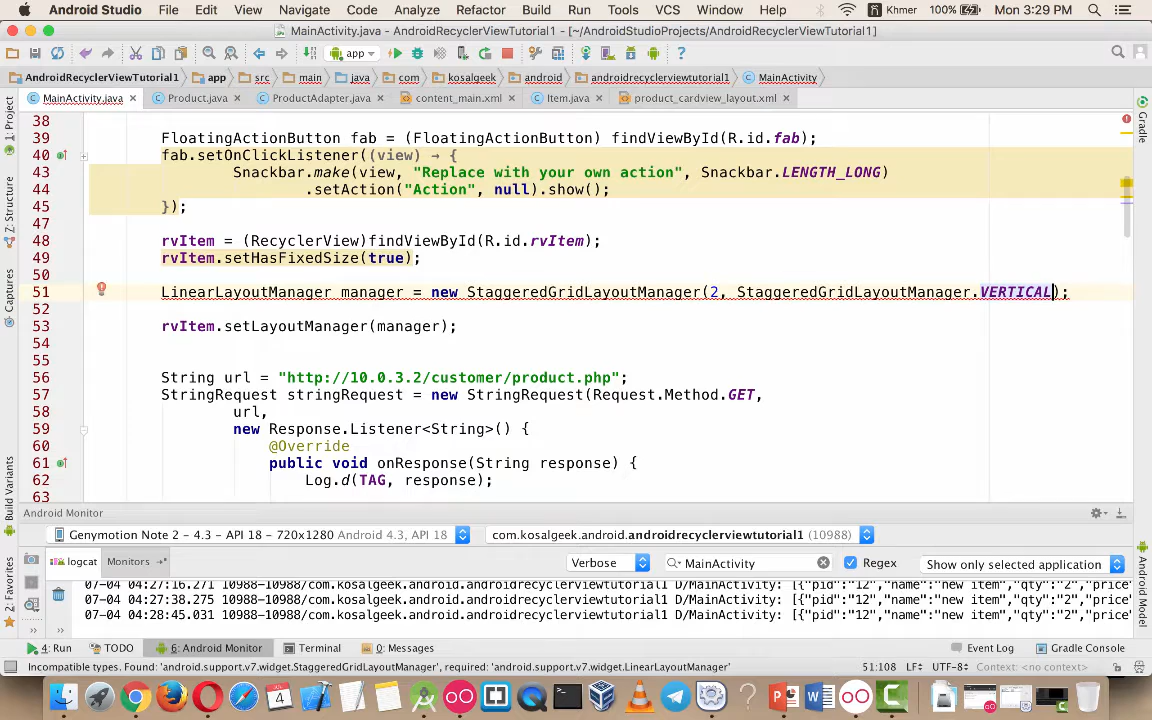 Android Studio File Edit View Navigate Code Analyze Refactor Build Run Tools VCS Window Help Khmer 100% Mon 3:29 PM
MainActivity.java - AndroidRecyclerViewTutorial1 - [~/AndroidStudioProjects/AndroidRecyclerViewTutorial1]
app
AndroidRecyclerViewTutorial1 app src main java com kosalgeek android androidrecyclerviewtutorial1 MainActivity
MainActivity.java Product.java ProductAdapter.java content_main.xml Item.java product_cardview_layout.xml
1: Project
Z: Structure
Captures
Build Variants
2: Favorites
Gradle
Android Model
38
39 FloatingActionButton fab = (FloatingActionButton) findViewById(R.id.fab);
40 fab.setOnClickListener((view) → {
43 Snackbar.make(view, "Replace with your own action", Snackbar.LENGTH_LONG)
44 .setAction("Action", null).show();
45 });
47
48 rvItem = (RecyclerView)findViewById(R.id.rvItem);
49 rvItem.setHasFixedSize(true);
50
51 LinearLayoutManager manager = new StaggeredGridLayoutManager(2, StaggeredGridLayoutManager.VERTICAL);
52
53 rvItem.setLayoutManager(manager);
54
55
56 String url = "http://10.0.3.2/customer/product.php";
57 StringRequest stringRequest = new StringRequest(Request.Method.GET,
58 url,
59 new Response.Listener<String>() {
60 @Override
61 public void onResponse(String response) {
62 Log.d(TAG, response);
63
Android Monitor
Genymotion Note 2 - 4.3 - API 18 - 720x1280 Android 4.3, API 18 com.kosalgeek.android.androidrecyclerviewtutorial1 (10988)
logcat Monitors Verbose MainActivity Regex Show only selected application
07-04 04:27:16.271 10988-10988/com.kosalgeek.android.androidrecyclerviewtutorial1 D/MainActivity: [{"pid":"12","name":"new item","qty":"2","price"
07-04 04:27:38.275 10988-10988/com.kosalgeek.android.androidrecyclerviewtutorial1 D/MainActivity: [{"pid":"12","name":"new item","qty":"2","price"
07-04 04:28:45.031 10988-10988/com.kosalgeek.android.androidrecyclerviewtutorial1 D/MainActivity: [{"pid":"12","name":"new item","qty":"2","price"
4: Run TODO 6: Android Monitor Terminal 0: Messages Event Log Gradle Console
Incompatible types. Found: 'android.support.v7.widget.StaggeredGridLayoutManager', required: 'android.support.v7.widget.LinearLayoutManager' 51:108 LF÷ UTF-8÷ Context: <no context>